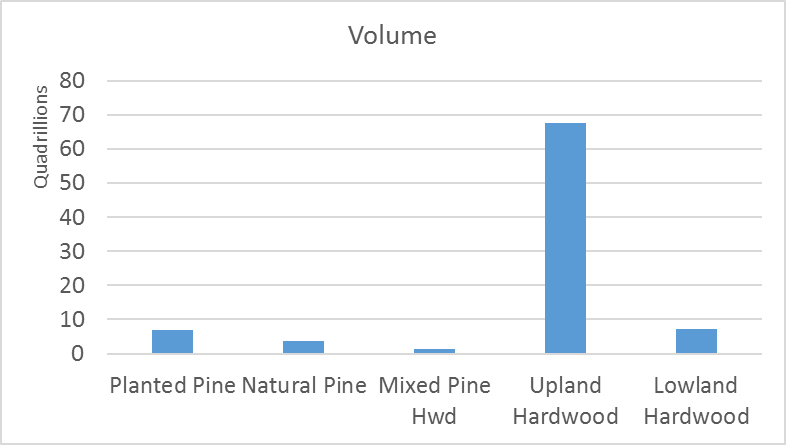 Volume
Quadrillions
80
70
60
50
40
30
20
10
0
Planted Pine
Natural Pine
Mixed Pine
Hwd
Upland
Hardwood
Lowland
Hardwood